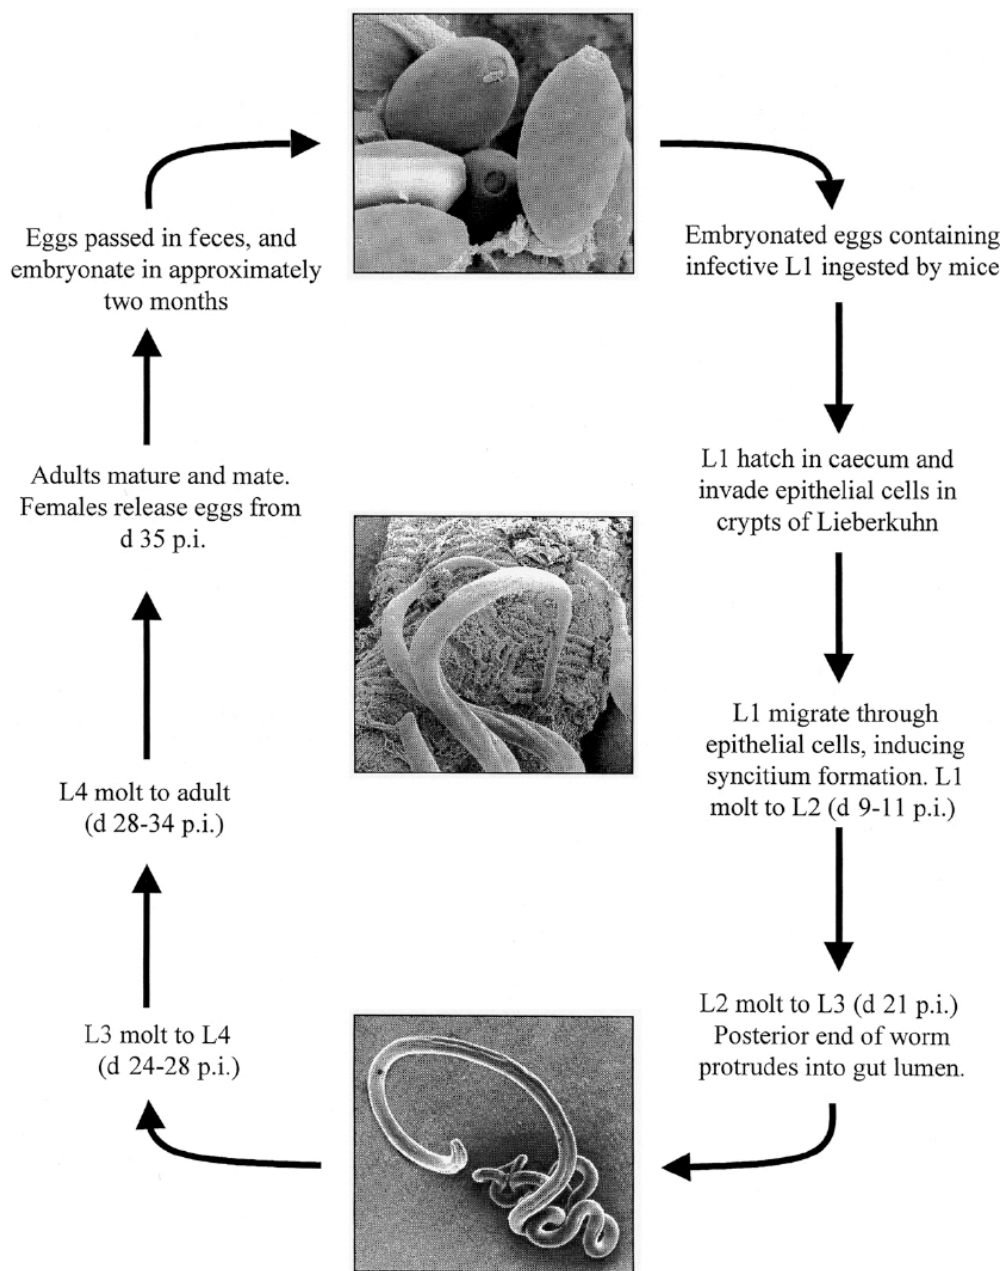 Eggs passed in feces, and
embryonate in approximately
two months
Embryonated eggs containing
infective L1 ingested by mice
L1 hatch in caecum and
invade epithelial cells in
crypts of Lieberkuhn
L1 migrate through
epithelial cells, inducing
syncitium formation. L1
molt to L2 (d 9-11 p.i.)
L2 molt to L3 (d 21 p.i.)
Posterior end of worm
protrudes into gut lumen.
L3 molt to L4
(d 24-28 p.i.)
L4 molt to adult
(d 28-34 p.i.)
Adults mature and mate.
Females release eggs from
d 35 p.i.